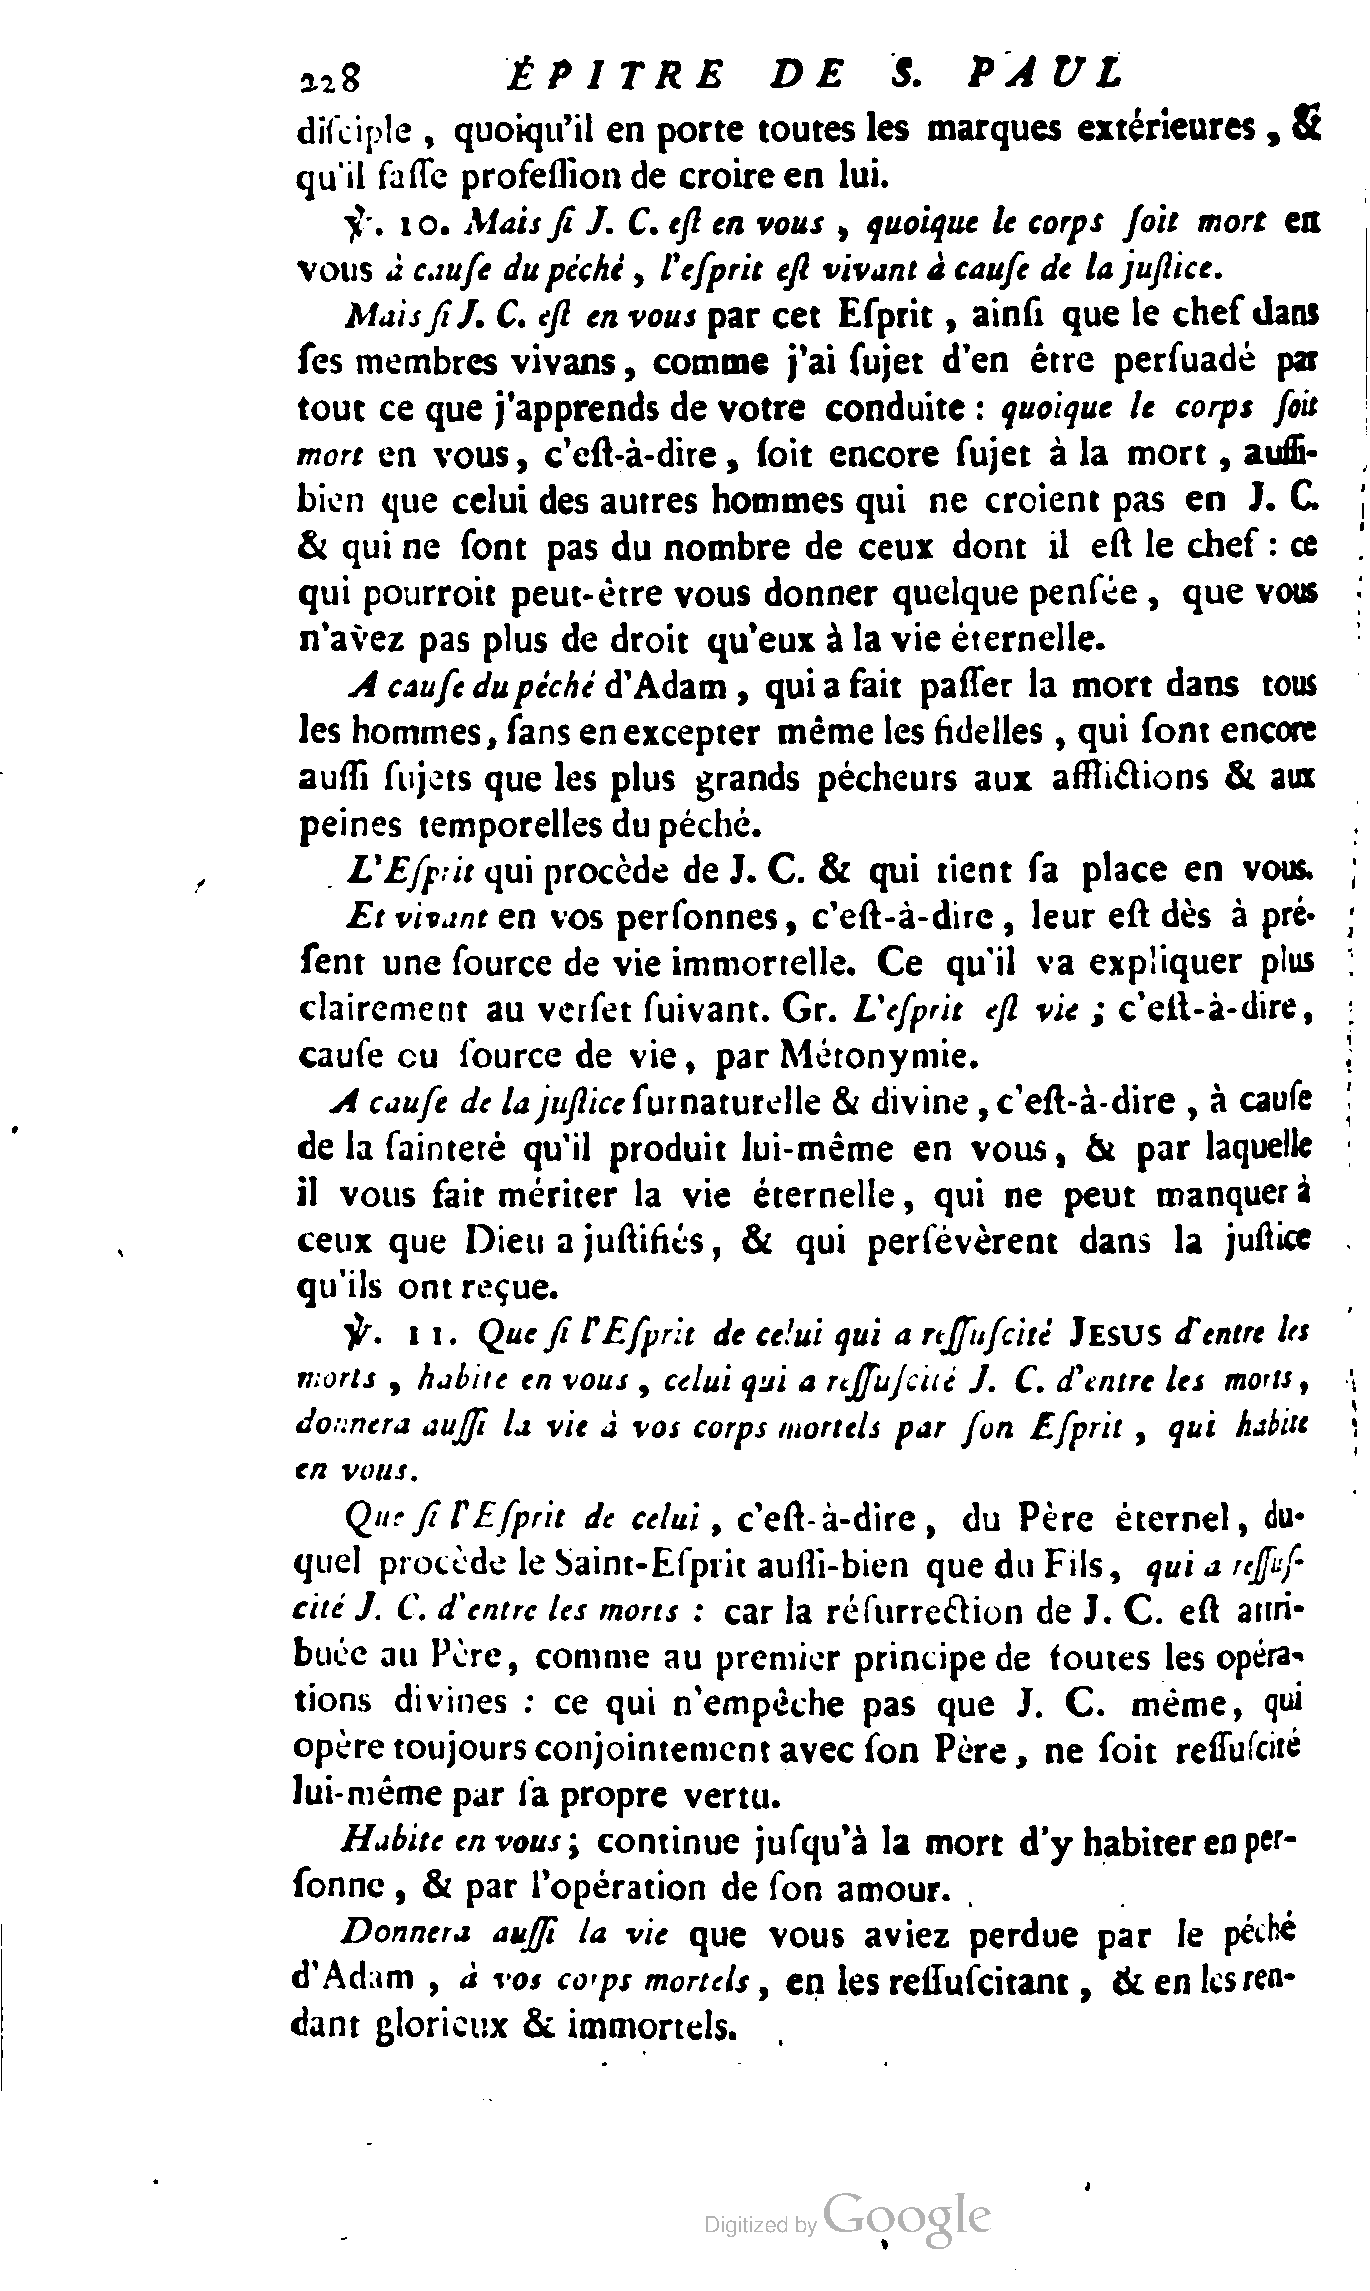 228 ÉPITRE DE S. PAUL
diſciple , quoiqu'il en porte toutes les marques extérieures , &
qu'il faſſe profeſſion de croire en lui.
℣. 10. Mais ſi J. C. eſt en vous , quoique le corps ſoit mort en
vous à cauſe du péché , l'eſprit eſt vivant à cauſe de la juſtice.
Mais ſi J. C. eſt en vous par cet Eſprit , ainſi que le chef dans
ſes membres vivans , comme j'ai ſujet d'en être perſuadé par
tout ce que j'apprends de votre conduite : quoique le corps ſoit
mort en vous , c'eſt-à-dire , ſoit encore ſujet à la mort , auſſi-
bien que celui des autres hommes qui ne croient pas en J. C.
& qui ne ſont pas du nombre de ceux dont il eſt le chef : ce
qui pourroit peut-être vous donner quelque penſée , que vous
n'avez pas plus de droit qu'eux à la vie éternelle.
A cauſe du péché d'Adam , qui a fait paſſer la mort dans tous
les hommes , ſans en excepter même les fidelles , qui ſont encore
auſſi ſujets que les plus grands pécheurs aux afflictions & aux
peines temporelles du péché.
L'Eſprit qui procède de J. C. & qui tient ſa place en vous.
Et vivant en vos perſonnes , c'eſt-à-dire , leur eſt dès à pré-
ſent une ſource de vie immortelle. Ce qu'il va expliquer plus
clairement au verſet ſuivant. Gr. L'eſprit eſt vie ; c'eſt-à-dire ,
cauſe ou ſource de vie , par Métonymie.
A cauſe de la juſtice ſurnaturelle & divine , c'eſt-à-dire , à cauſe
de la ſainteté qu'il produit lui-même en vous , & par laquelle
il vous fait mériter la vie éternelle , qui ne peut manquer à
ceux que Dieu a juſtifiés , & qui perſévèrent dans la juſtice
qu'ils ont reçue.
℣. 11. Que ſi l'Eſprit de celui qui a reſſuſcité JESUS d'entre les
morts , habite en vous , celui qui a reſſuſcité J. C. d'entre les morts ,
donnera auſſi la vie à vos corps mortels par ſon Eſprit , qui habite
en vous.
Que ſi l'Eſprit de celui , c'eſt-à-dire , du Père éternel , du-
quel procède le Saint-Eſprit auſſi-bien que du Fils , qui a reſſuſ-
cité J. C. d'entre les morts : car la réſurrection de J. C. eſt attri-
buée au Père , comme au premier principe de toutes les opéra-
tions divines : ce qui n'empêche pas que J. C. même , qui
opère toujours conjointement avec ſon Père , ne ſoit reſſuſcité
lui-même par ſa propre vertu.
Habite en vous ; continue juſqu'à la mort d'y habiter en per-
ſonne , & par l'opération de ſon amour.
Donnera auſſi la vie que vous aviez perdue par le péché
d'Adam , à vos corps mortels , en les reſſuſcitant , & en les ren-
dant glorieux & immortels.
Digitized by Google